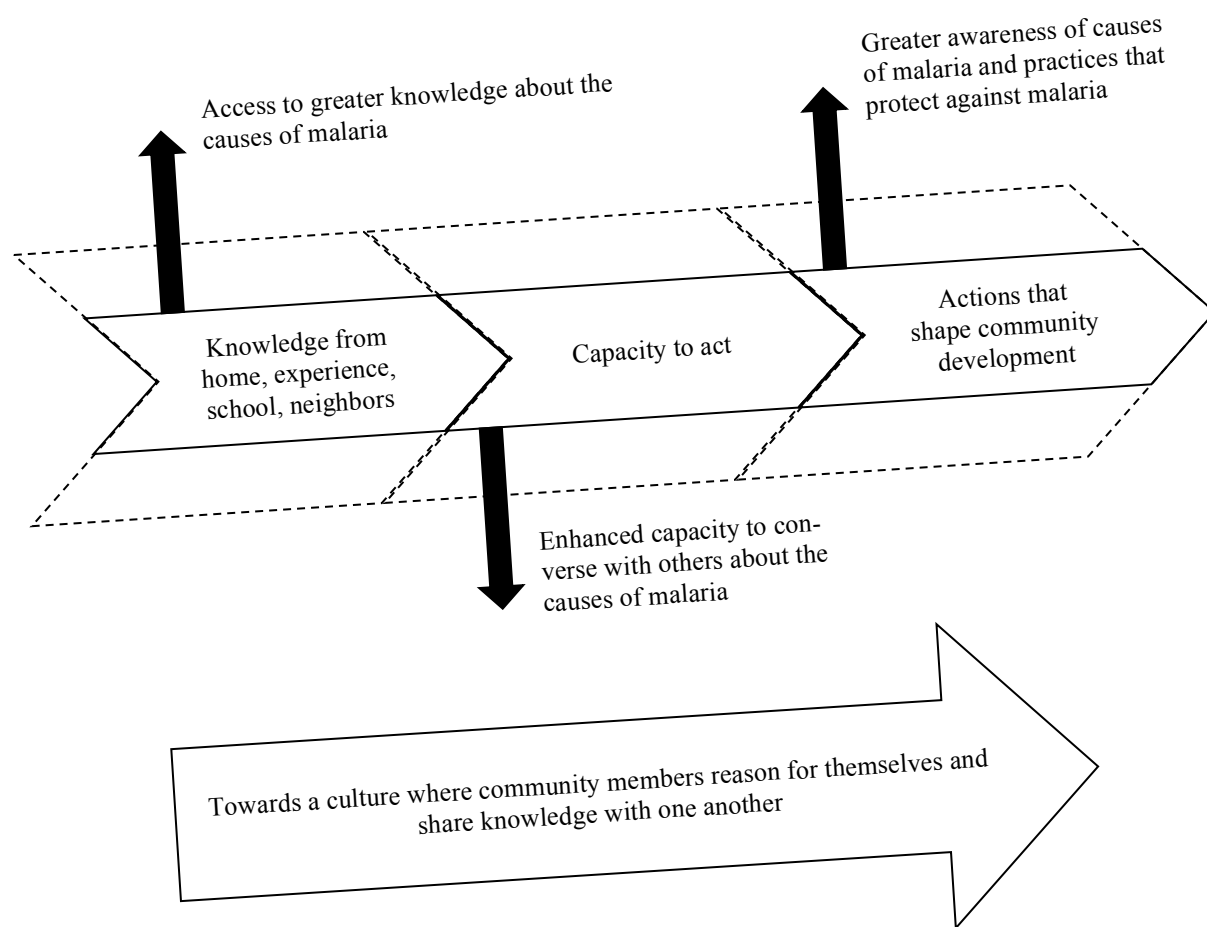 Greater awareness of causes
of malaria and practices that
protect against malaria
Access to greater knowledge about the
causes of malaria
Knowledge from
home, experience,
school, neighbors
Capacity to act
Actions that
shape community
development
Enhanced capacity to con-
verse with others about the
causes of malaria
Towards a culture where community members reason for themselves and
share knowledge with one another